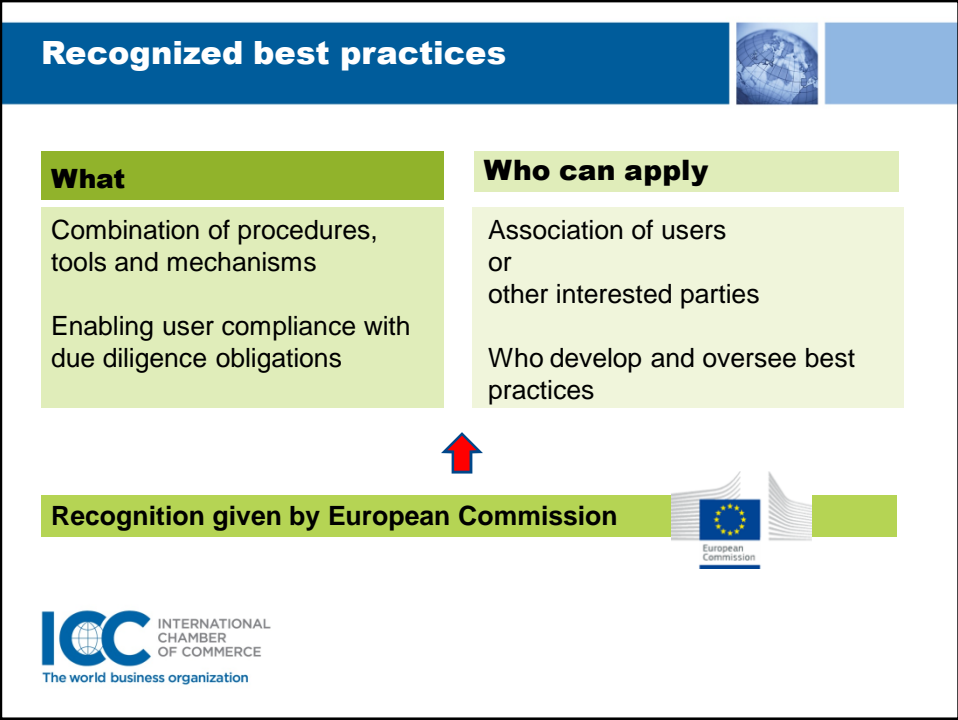 Recognized best practices
What
Combination of procedures,
tools and mechanisms
Enabling user compliance with
due diligence obligations
Who can apply
Association of users
or
other interested parties
Who develop and oversee best
practices
Recognition given by European Commission
European
Commission
ICC
INTERNATIONAL
CHAMBER
OF COMMERCE
The world business organization